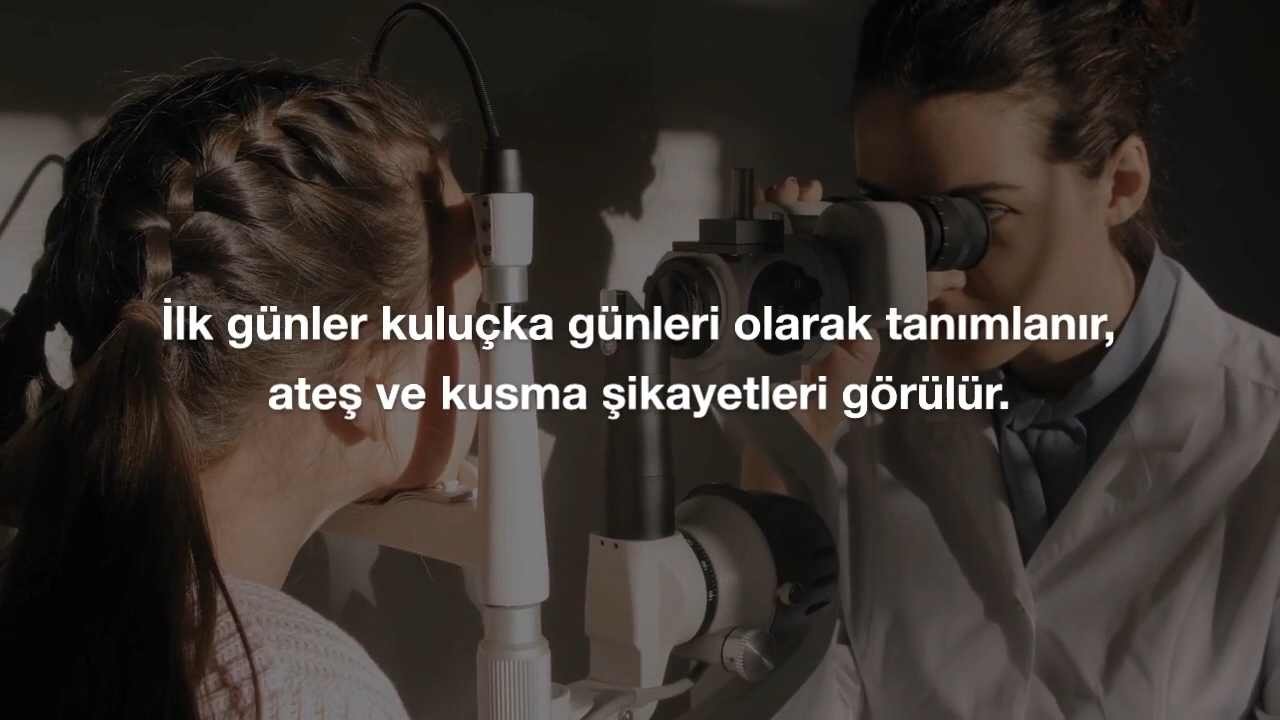 İlk günler kuluçka günleri olarak tanımlanır,
ateş ve kusma şikayetleri görülür.